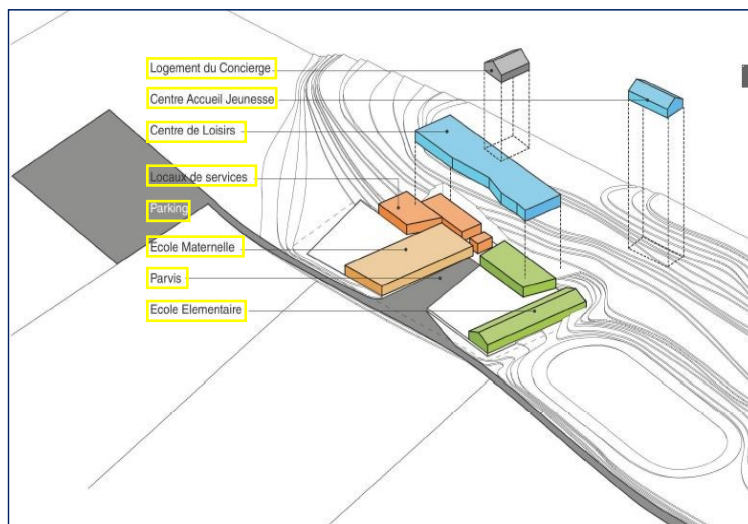 Logement du Concierge
Centre Accueil Jeunesse
Centre de Loisirs
Locaux de services
Parking
Ecole Maternelle
Parvis
Ecole Elementaire